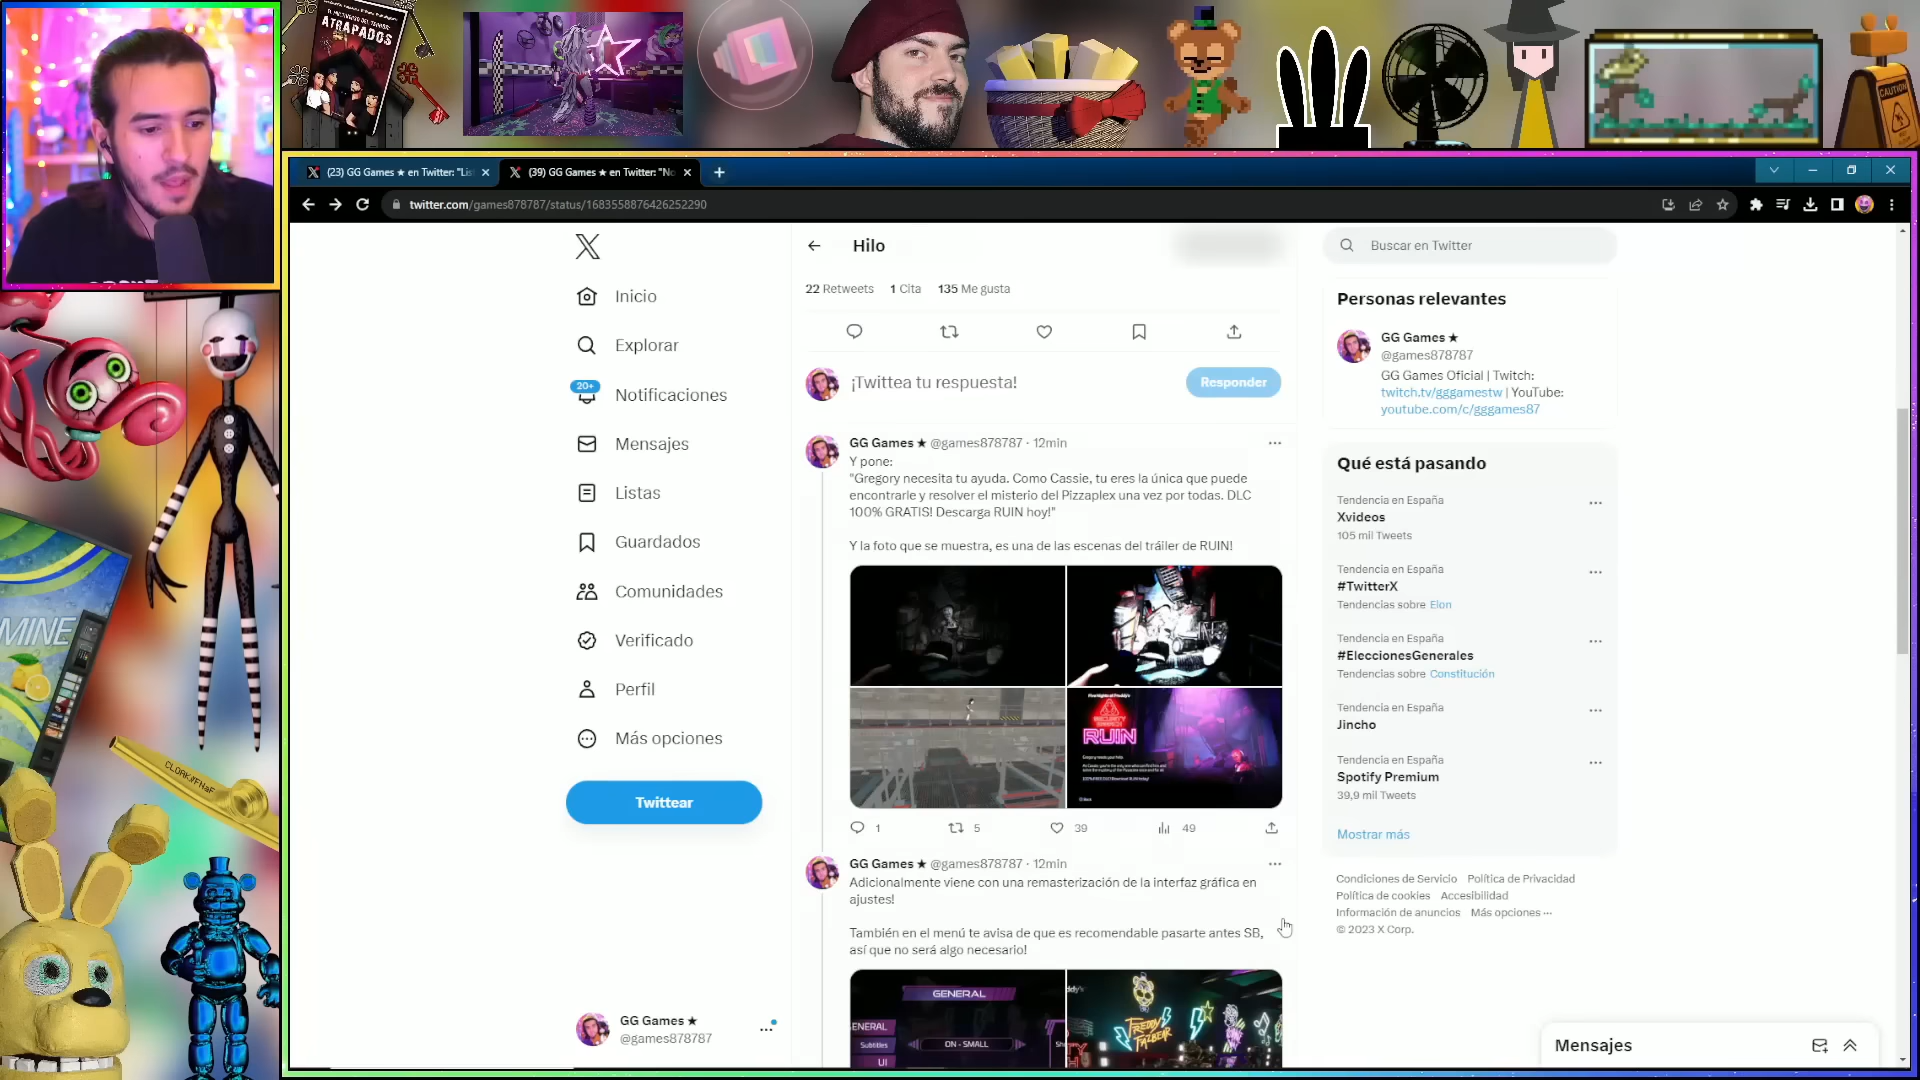 ATRAPADOS
CAUTION
MINE
CLOAK//FNaF
(23) GG Games ★ en Twitter: "Lis
(39) GG Games ★ en Twitter: "No
twitter.com/games878787/status/1683558876426252290
Inicio
Explorar
20+
Notificaciones
Mensajes
Listas
Guardados
Comunidades
Verificado
Perfil
Más opciones
Twittear
GG Games ★
@games878787
Hilo
22 Retweets 1 Cita 135 Me gusta
¡Twittea tu respuesta!
Responder
GG Games ★ @games878787 · 12min
Y pone:
"Gregory necesita tu ayuda. Como Cassie, tu eres la única que puede
encontrarle y resolver el misterio del Pizzaplex una vez por todas. DLC
100% GRATIS! Descarga RUIN hoy!"
Y la foto que se muestra, es una de las escenas del tráiler de RUIN!
RUIN
1 5 39 49
GG Games ★ @games878787 · 12min
Adicionalmente viene con una remasterización de la interfaz gráfica en
ajustes!
También en el menú te avisa de que es recomendable pasarte antes SB,
así que no será algo necesario!
GENERAL
ENERAL
Subtitles
ON - SMALL
UI
FREDDY
FAZBEAR
Buscar en Twitter
Personas relevantes
GG Games ★
@games878787
GG Games Oficial | Twitch:
twitch.tv/gggamestw | YouTube:
youtube.com/c/gggames87
Qué está pasando
Tendencia en España
Xvideos
105 mil Tweets
Tendencia en España
#TwitterX
Tendencias sobre Elon
Tendencia en España
#EleccionesGenerales
Tendencias sobre Constitución
Tendencia en España
Jincho
Tendencia en España
Spotify Premium
39,9 mil Tweets
Mostrar más
Condiciones de Servicio Política de Privacidad
Política de cookies Accesibilidad
Información de anuncios Más opciones ···
© 2023 X Corp.
Mensajes